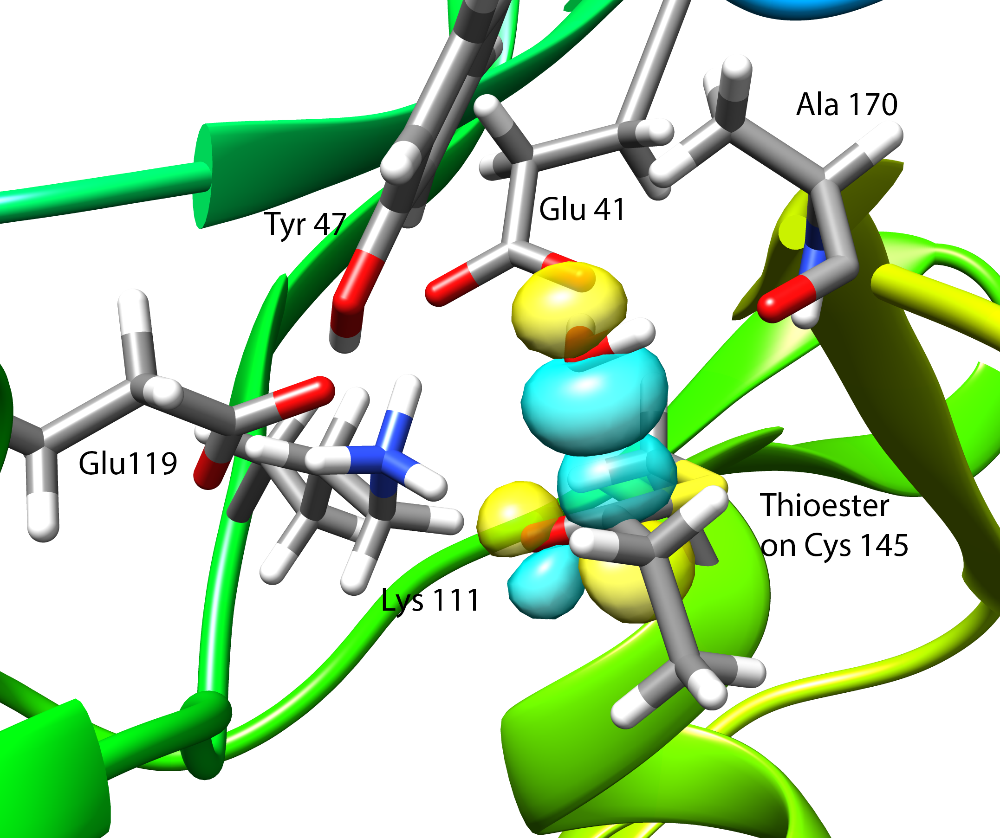 Ala 170
Glu 41
Tyr 47
Glu119
Thioester
on Cys 145
Lys 111